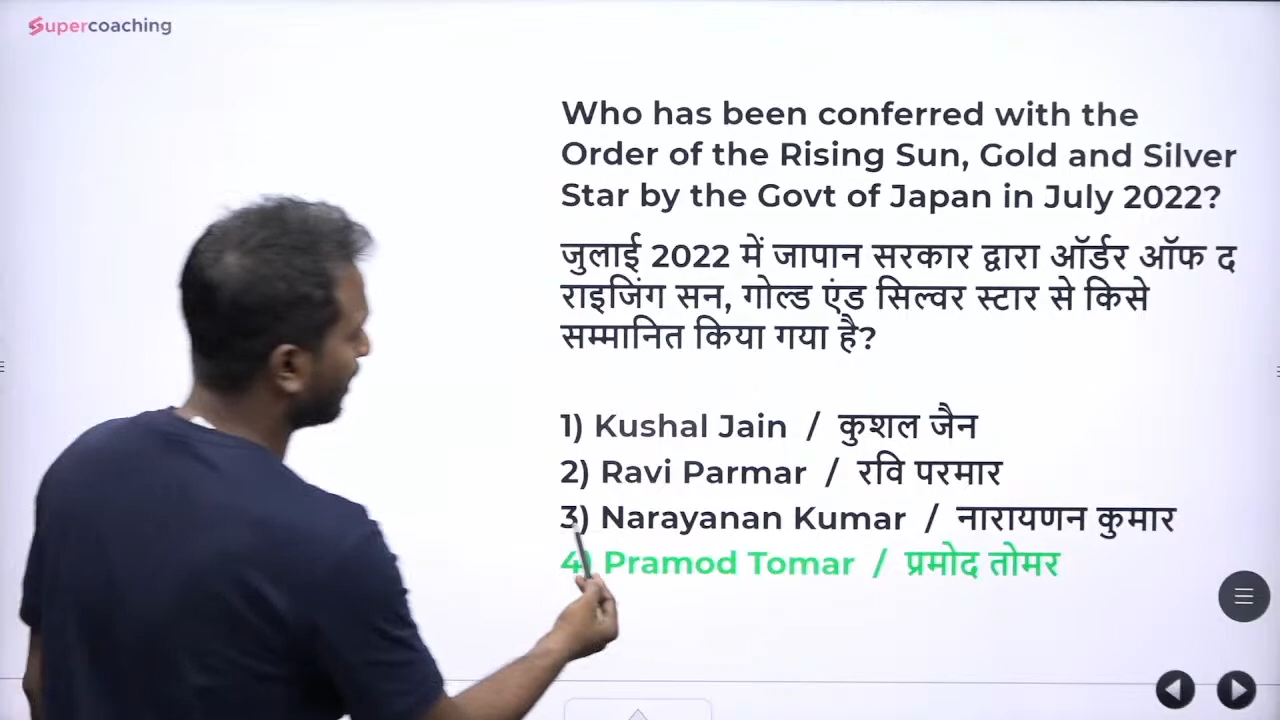 Supercoaching
Who has been conferred with the
Order of the Rising Sun, Gold and Silver
Star by the Govt of Japan in July 2022?
जुलाई 2022 में जापान सरकार द्वारा ऑर्डर ऑफ द
राइजिंग सन, गोल्ड एंड सिल्वर स्टार से किसे
सम्मानित किया गया है?
1) Kushal Jain / कुशल जैन
2) Ravi Parmar / रवि परमार
3) Narayanan Kumar / नारायणन कुमार
4) Pramod Tomar / प्रमोद तोमर